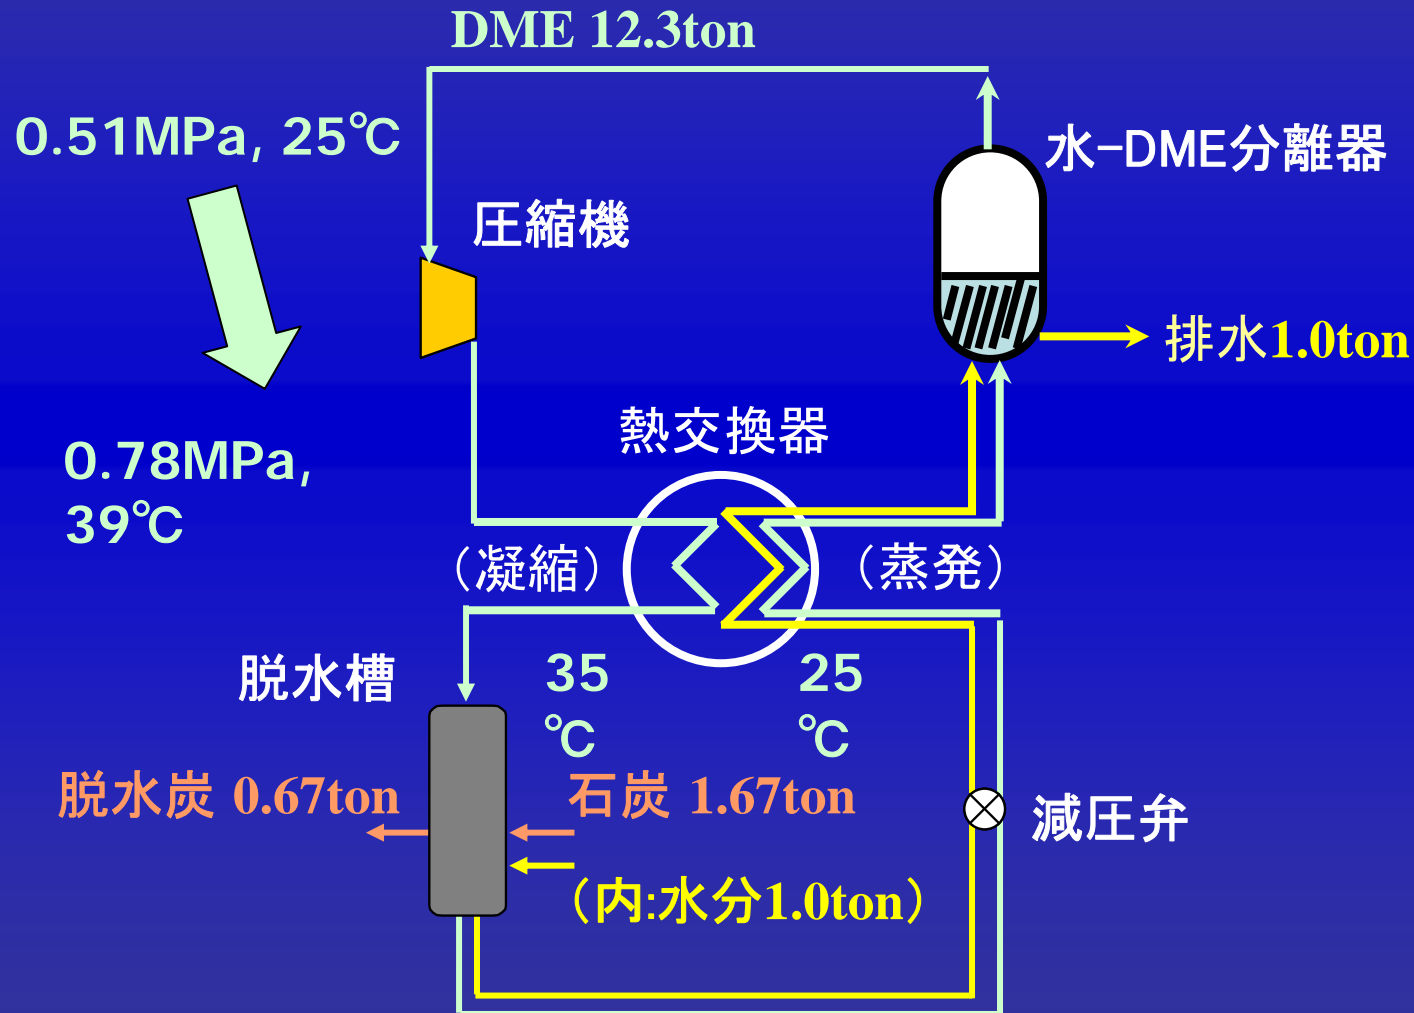 DME 12.3ton
0.51MPa, 25℃
水-DME分離器
圧縮機
排水1.0ton
熱交換器
0.78MPa,
39℃
（凝縮）
（蒸発）
脱水槽
35
℃
25
℃
脱水炭 0.67ton
石炭 1.67ton
減圧弁
（内:水分1.0ton）